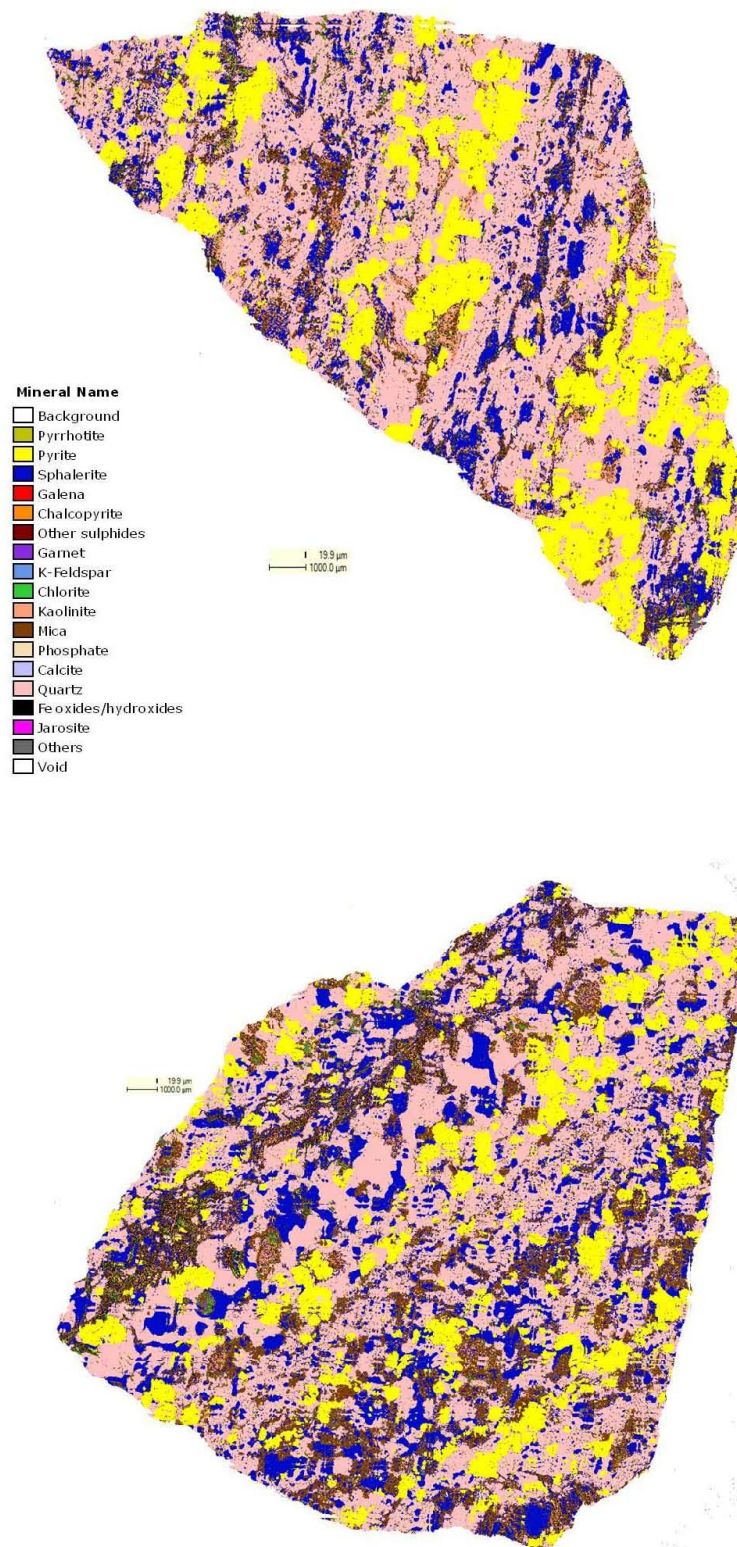 Mineral Name
Background
Pyrrhotite
Pyrite
Sphalerite
Galena
Chalcopyrite
Other sulphides
Garnet
K-Feldspar
Chlorite
Kaolinite
Mica
Phosphate
Calcite
Quartz
Fe oxides/hydroxides
Jarosite
Others
Void
19.9 µm
1000.0 µm
19.9 µm
1000.0 µm